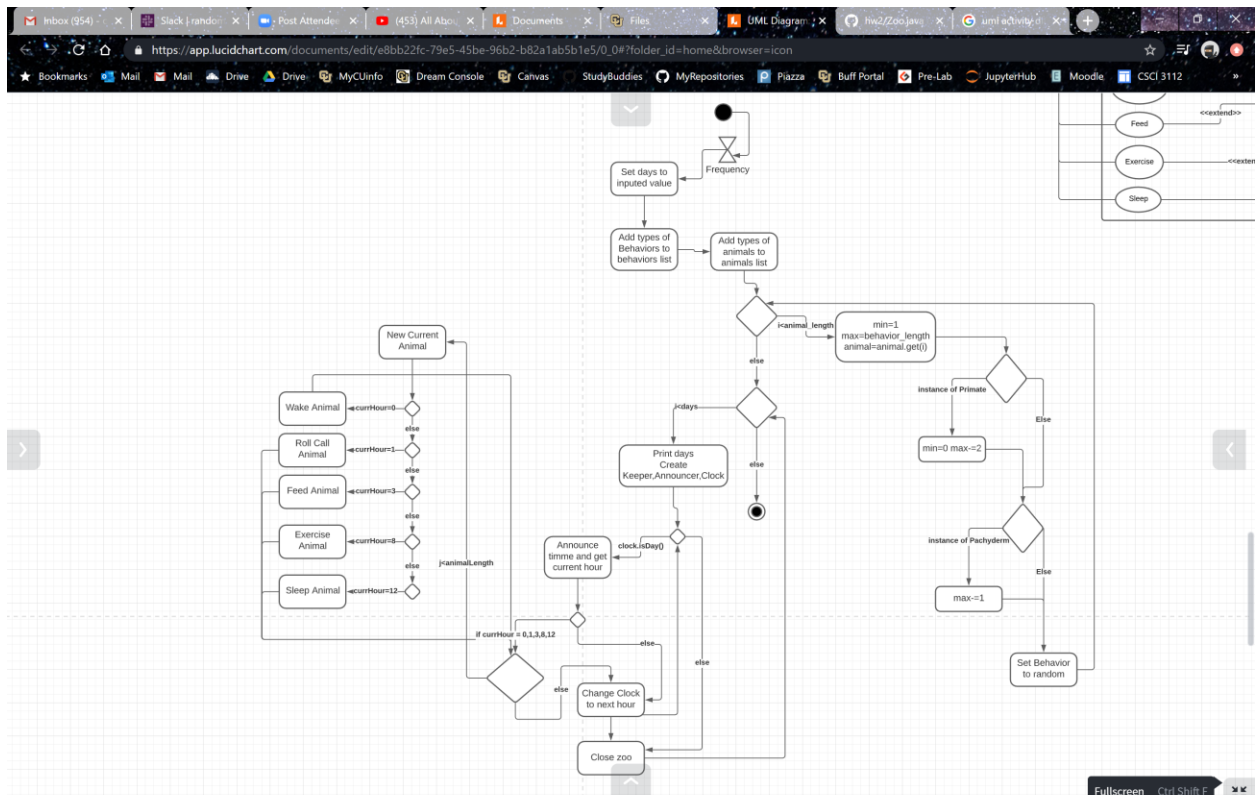 Inbox (954) -
Slack | rando
Post Attende
(453) All Abou
Documents
Files
UML Diagram
hw2/Zoo.java
uml activity d
https://app.lucidchart.com/documents/edit/e8bb22fc-79e5-45be-96b2-b82a1ab5b1e5/0_0#?folder_id=home&browser=icon
Bookmarks
Mail
Mail
Drive
Drive
MyCUinfo
Dream Console
Canvas
StudyBuddies
MyRepositories
Piazza
Buff Portal
Pre-Lab
JupyterHub
Moodle
CSCI 3112
»
Feed
<<extend>>
Exercise
<<exten
Sleep
Frequency
Set days to
inputed value
Add types of
Behaviors to
behaviors list
Add types of
animals to
animals list
i<animal_length
min=1
max=behavior_length
animal=animal.get(i)
else
instance of Primate
Else
min=0 max-=2
instance of Pachyderm
Else
max-=1
Set Behavior
to random
i<days
else
Print days
Create
Keeper,Announcer,Clock
clock.isDay()
Announce
timme and get
current hour
else
else
if currHour = 0,1,3,8,12
else
Change Clock
to next hour
Close zoo
j<animalLength
New Current
Animal
Wake Animal
currHour=0
else
Roll Call
Animal
currHour=1
else
Feed Animal
currHour=3
else
Exercise
Animal
currHour=8
else
Sleep Animal
currHour=12
Fullscreen Ctrl Shift F